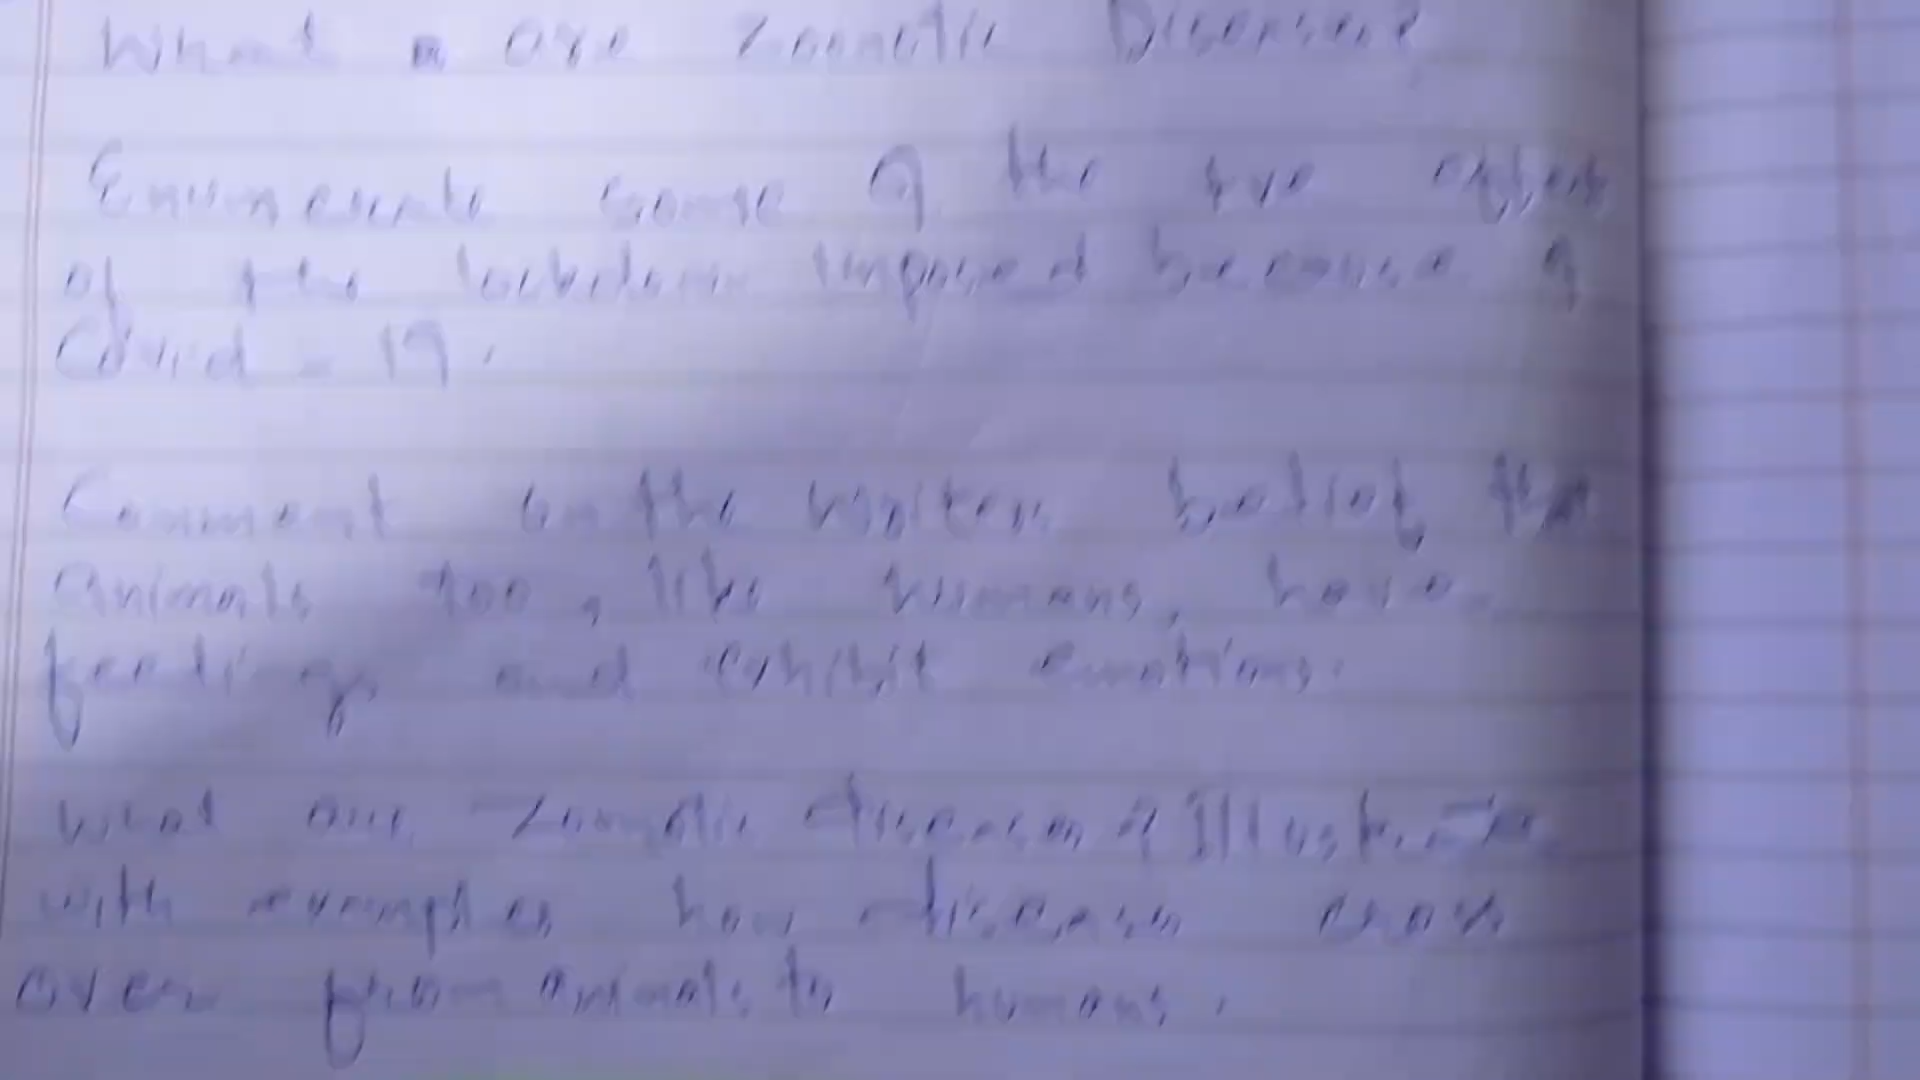 What are Zoonotic Diseases?
Enumerate some of the +ve effects
of the lockdown imposed because of
Covid - 19.
Comment on the writers belief, that
animals too, like humans, have
feelings and exhibit emotions.
What are Zoonotic diseases? Illustrate
with examples how diseases cross
over from animals to humans.